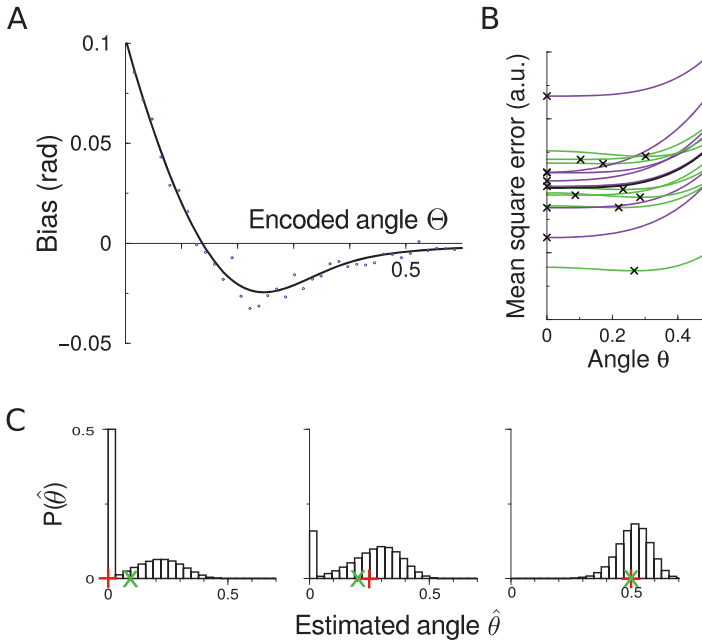 A
0.1
0.05
0
−0.05
Bias (rad)
Encoded angle Θ
0.5
B
Mean square error (a.u.)
0
0.2
0.4
Angle θ
C
0.5
0
P(θ̂)
0
0.5
0
0.5
0
0.5
Estimated angle θ̂